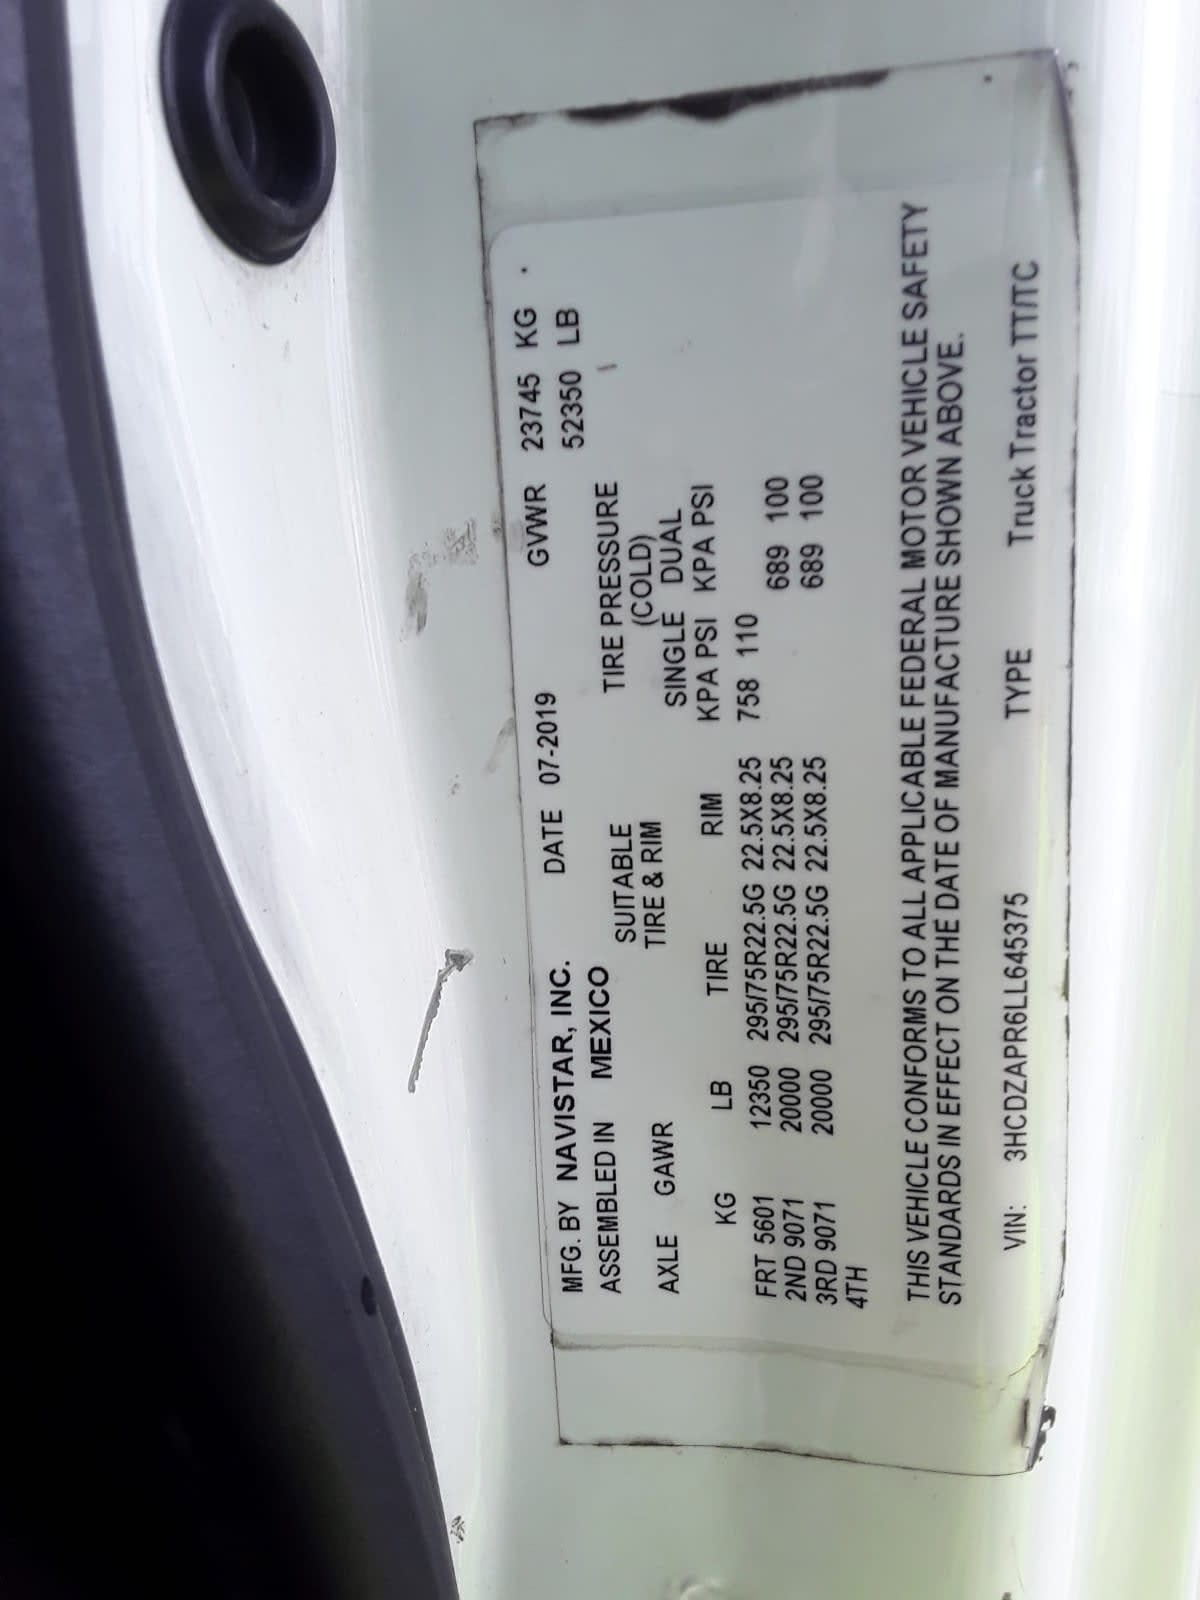 MFG. BY NAVISTAR, INC. DATE 07-2019 GVWR 23745 KG
ASSEMBLED IN MEXICO 52350 LB
SUITABLE TIRE PRESSURE
AXLE GAWR TIRE & RIM (COLD)
SINGLE DUAL
KG LB TIRE RIM KPA PSI KPA PSI
FRT 5601 12350 295/75R22.5G 22.5X8.25 758 110
2ND 9071 20000 295/75R22.5G 22.5X8.25 689 100
3RD 9071 20000 295/75R22.5G 22.5X8.25 689 100
4TH
THIS VEHICLE CONFORMS TO ALL APPLICABLE FEDERAL MOTOR VEHICLE SAFETY
STANDARDS IN EFFECT ON THE DATE OF MANUFACTURE SHOWN ABOVE.
VIN: 3HCDZAPR6LL645375 TYPE Truck Tractor TT/TC